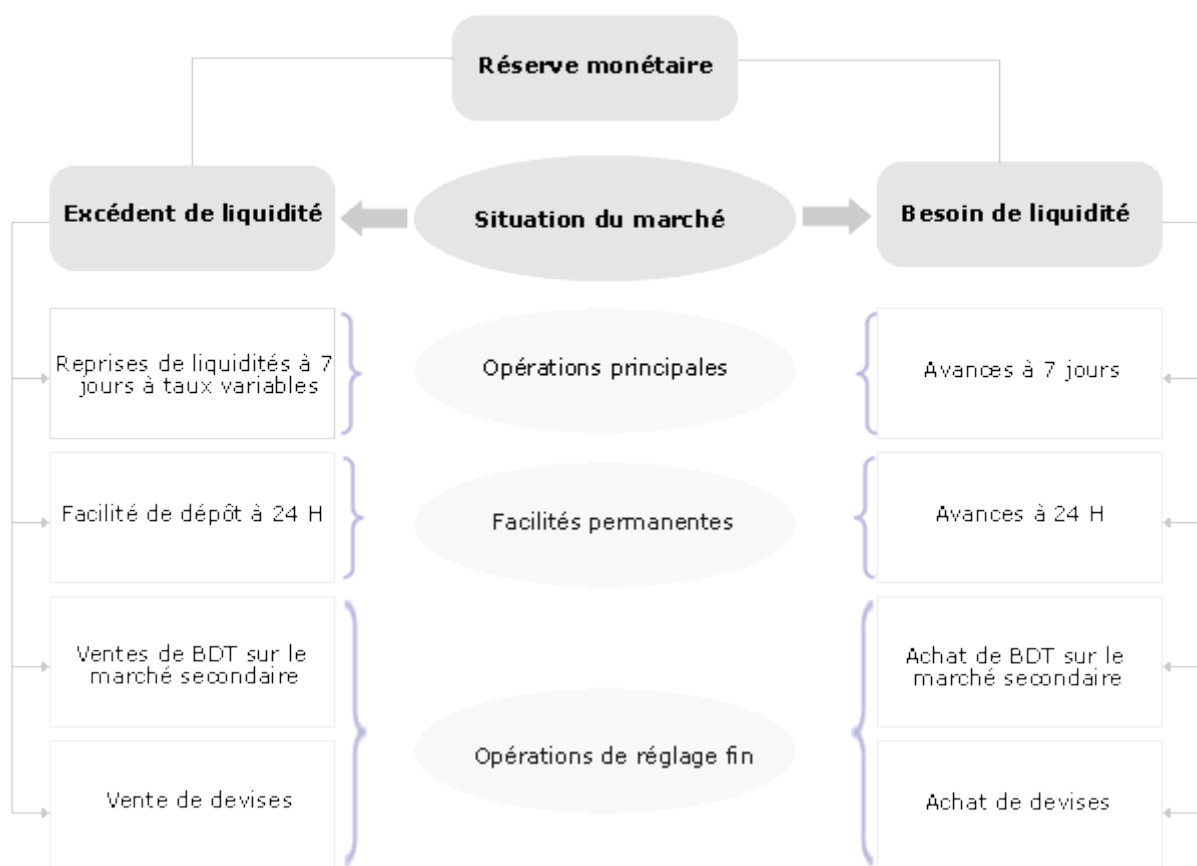 Réserve monétaire
Excédent de liquidité
Situation du marché
Besoin de liquidité
Reprises de liquidités à 7
jours à taux variables
Opérations principales
Avances à 7 jours
Facilité de dépôt à 24 H
Facilités permanentes
Avances à 24 H
Ventes de BDT sur le
marché secondaire
Achat de BDT sur le
marché secondaire
Opérations de réglage fin
Vente de devises
Achat de devises